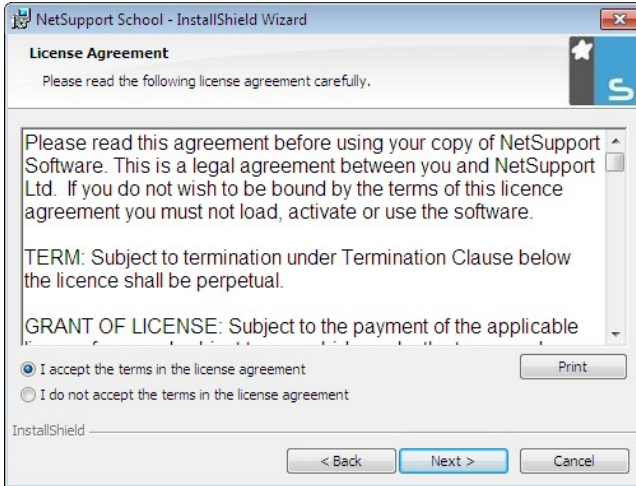 NetSupport School - InstallShield Wizard
License Agreement
Please read the following license agreement carefully.
S
Please read this agreement before using your copy of NetSupport
Software. This is a legal agreement between you and NetSupport
Ltd.  If you do not wish to be bound by the terms of this licence
agreement you must not load, activate or use the software.
TERM: Subject to termination under Termination Clause below
the licence shall be perpetual.
GRANT OF LICENSE: Subject to the payment of the applicable
I accept the terms in the license agreement
Print
I do not accept the terms in the license agreement
InstallShield
< Back
Next >
Cancel